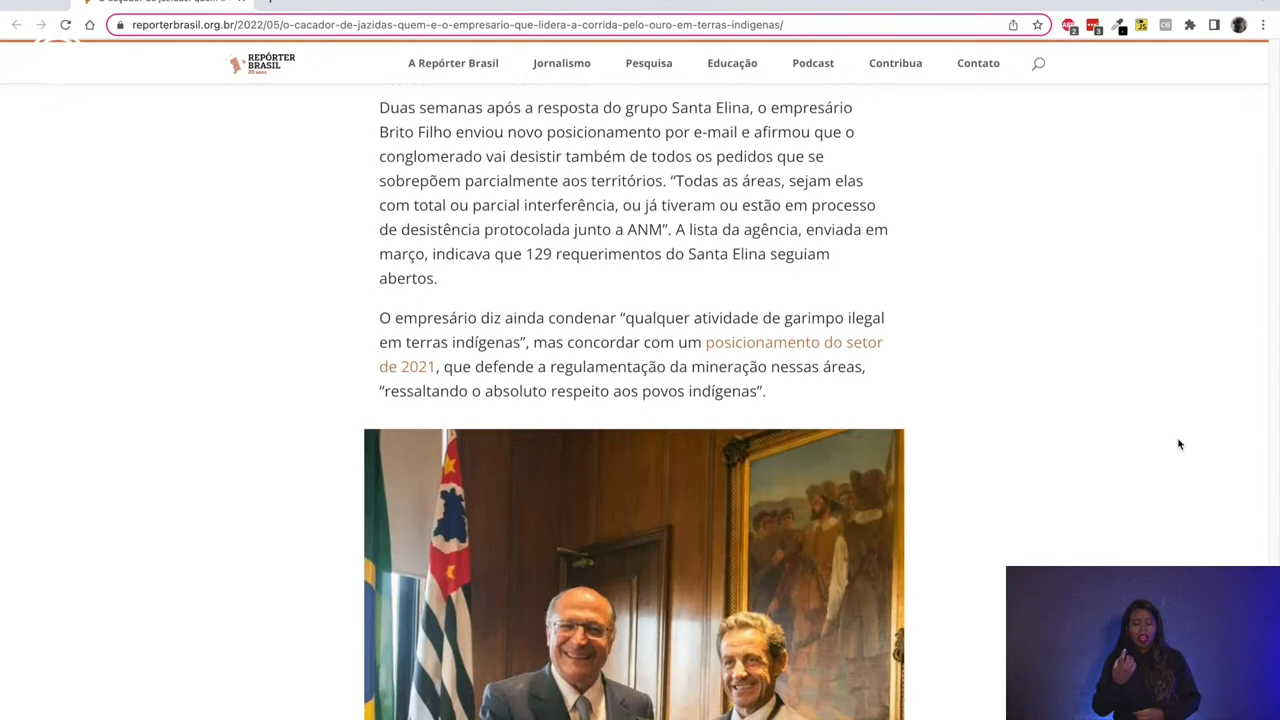 reporterbrasil.org.br/2022/05/o-cacador-de-jazidas-quem-e-o-empresario-que-lidera-a-corrida-pelo-ouro-em-terras-indigenas/
REPÓRTER
BRASIL
20 anos
A Repórter Brasil Jornalismo Pesquisa Educação Podcast Contribua Contato
Duas semanas após a resposta do grupo Santa Elina, o empresário
Brito Filho enviou novo posicionamento por e-mail e afirmou que o
conglomerado vai desistir também de todos os pedidos que se
sobrepõem parcialmente aos territórios. “Todas as áreas, sejam elas
com total ou parcial interferência, ou já tiveram ou estão em processo
de desistência protocolada junto a ANM”. A lista da agência, enviada em
março, indicava que 129 requerimentos do Santa Elina seguiam
abertos.
O empresário diz ainda condenar “qualquer atividade de garimpo ilegal
em terras indígenas”, mas concordar com um posicionamento do setor
de 2021, que defende a regulamentação da mineração nessas áreas,
“ressaltando o absoluto respeito aos povos indígenas”.